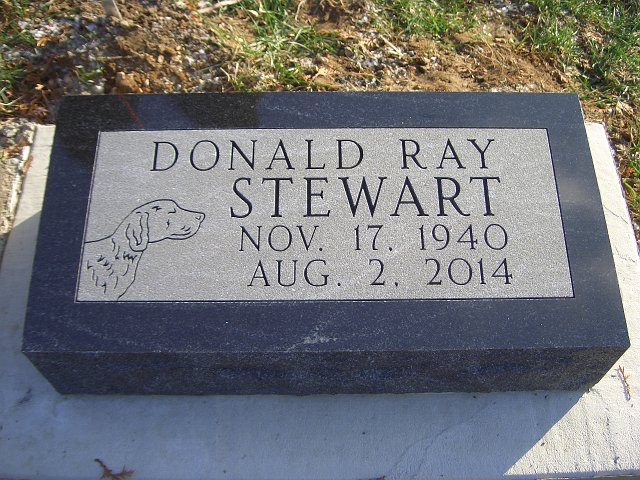 DONALD RAY
STEWART
NOV. 17, 1940
AUG. 2, 2014